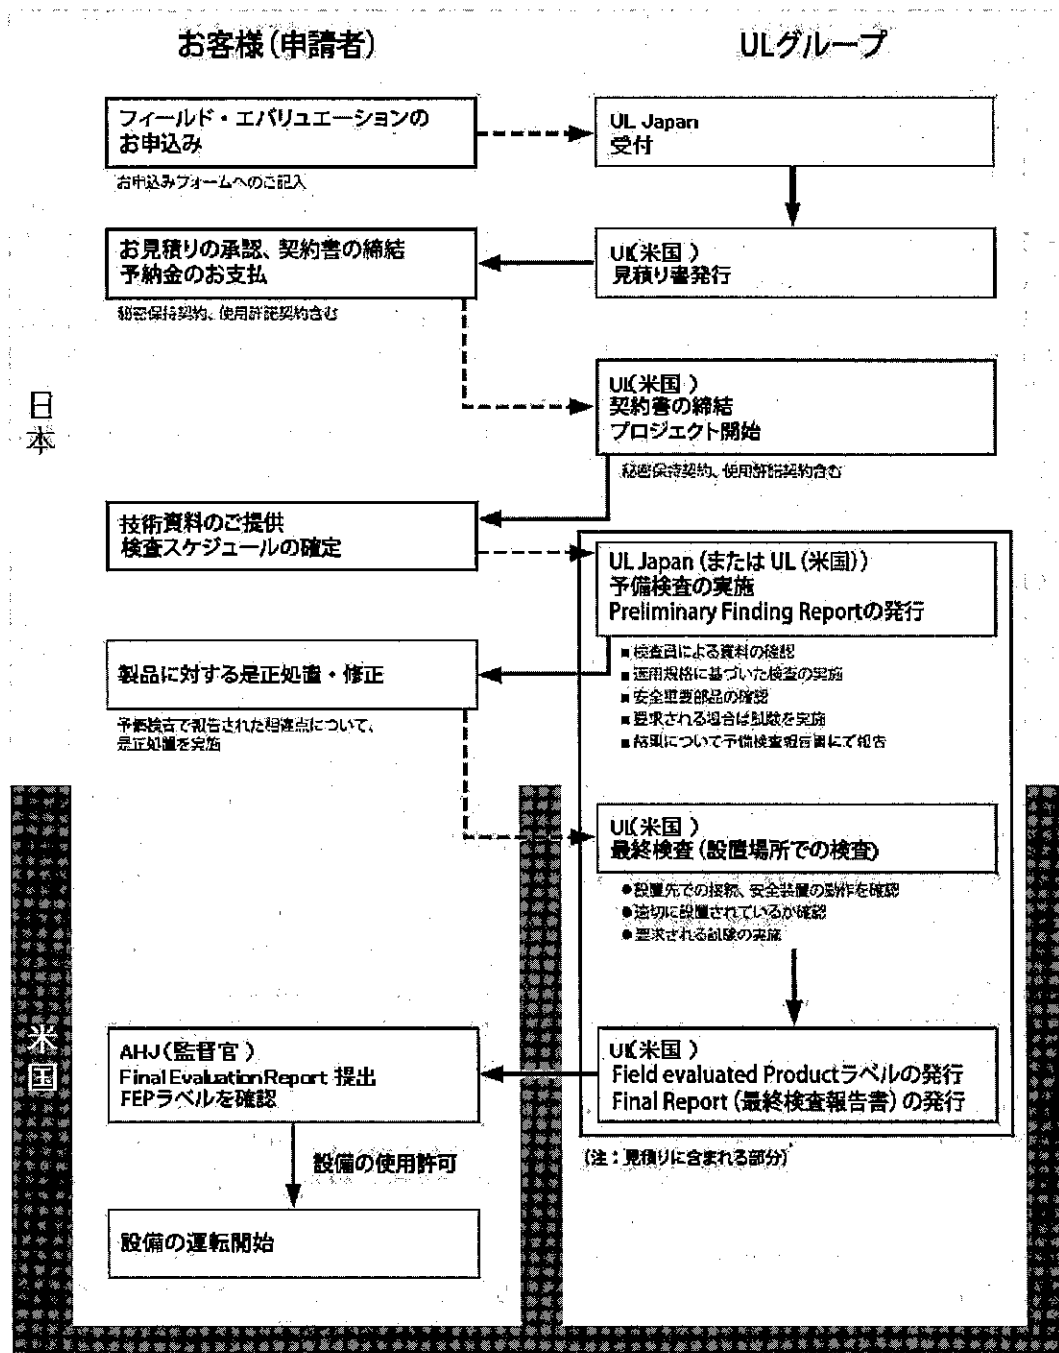 お客様(申請者)
ULグループ
フィールド・エバリュエーションの
お申込み
お申込みフォームへのご記入
UL Japan
受付
お見積りの承認、契約書の締結
予納金のお支払
秘密保持契約、使用許諾契約含む
UL(米国)
見積り書発行
日本
UL(米国)
契約書の締結
プロジェクト開始
秘密保持契約、使用許諾契約含む
技術資料のご提供
検査スケジュールの確定
UL Japan(またはUL(米国))
予備検査の実施
Preliminary Finding Reportの発行
■検査員による資料の確認
■適用規格に基づいた検査の実施
■安全重要部品の確認
■要求される場合は試験を実施
■結果について予備検査報告書にて報告
製品に対する是正処置・修正
予備検査で報告された相違点について、
是正処置を実施
UL(米国)
最終検査(設置場所での検査)
●設置先での接続、安全装置の動作を確認
●適切に設置されているか確認
●要求される試験の実施
米国
AHJ(監督官)
Final Evaluation Report 提出
FEPラベルを確認
UL(米国)
Field evaluated Productラベルの発行
Final Report(最終検査報告書)の発行
(注:見積りに含まれる部分)
設備の使用許可
設備の運転開始